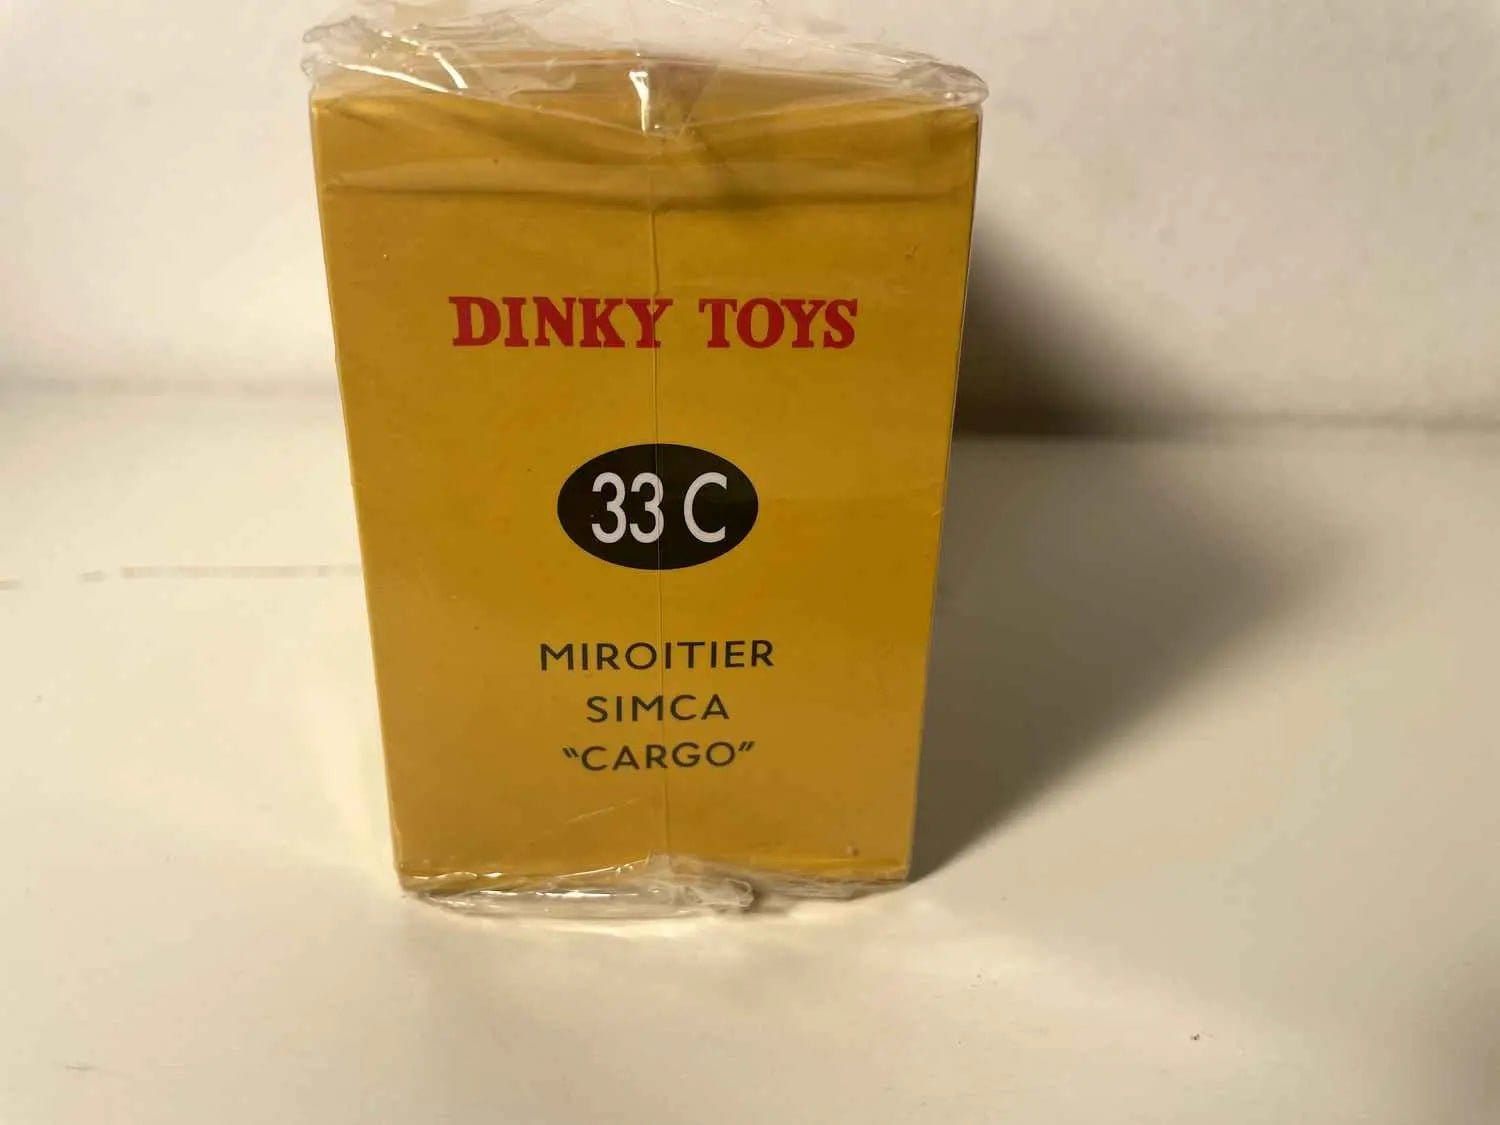 DINKY TOYS
33 C
MIROITIER
SIMCA
"CARGO"